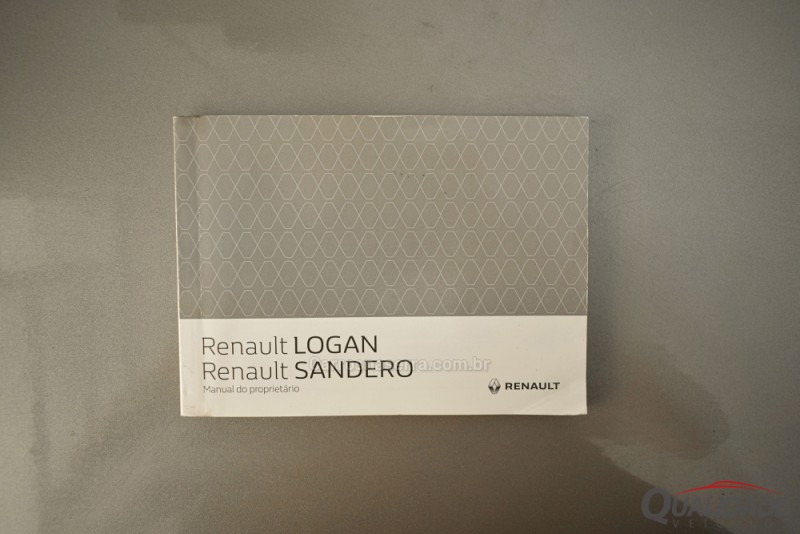 Renault LOGAN
Renault SANDERO
Manual do proprietário
RENAULT